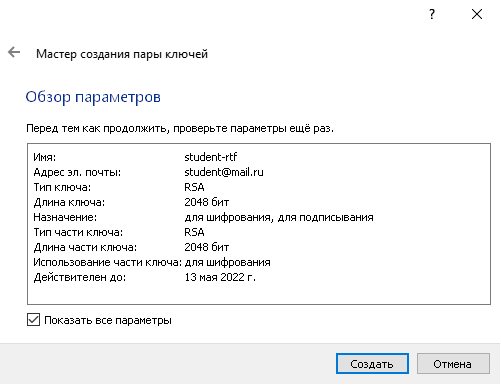 ?
Мастер создания пары ключей
Обзор параметров
Перед тем как продолжить, проверьте параметры ещё раз.
Имя: student-rtf
Адрес эл. почты: student@mail.ru
Тип ключа: RSA
Длина ключа: 2048 бит
Назначение: для шифрования, для подписывания
Тип части ключа: RSA
Длина части ключа: 2048 бит
Использование части ключа: для шифрования
Действителен до: 13 мая 2022 г.
Показать все параметры
Создать Отмена